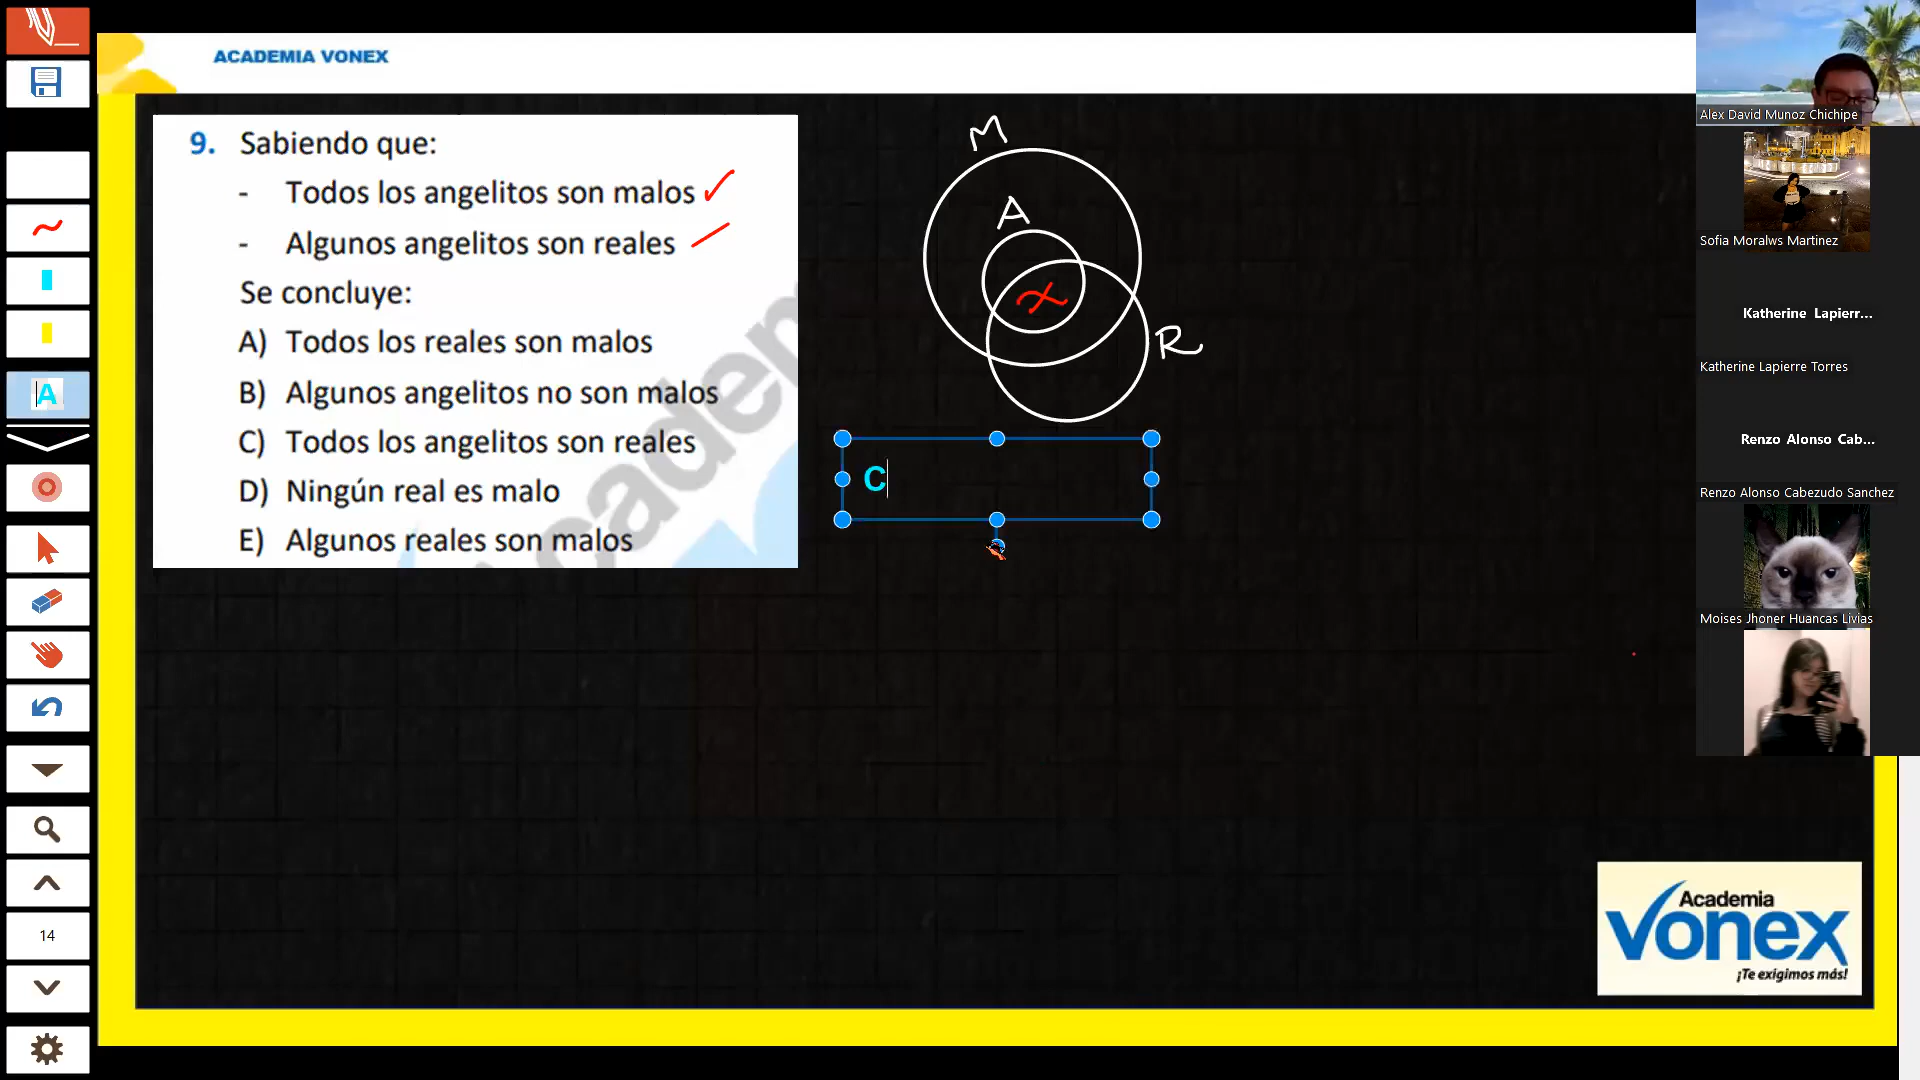 ACADEMIA VONEX
9. Sabiendo que:
- Todos los angelitos son malos
- Algunos angelitos son reales
Se concluye:
A) Todos los reales son malos
B) Algunos angelitos no son malos
C) Todos los angelitos son reales
D) Ningún real es malo
E) Algunos reales son malos
M
A
R
C
A
14
Alex David Munoz Chichipe
Sofia Moralws Martinez
Katherine Lapierr...
Katherine Lapierre Torres
Renzo Alonso Cab...
Renzo Alonso Cabezudo Sanchez
Moises Jhoner Huancas Livias
Academia
vonex
¡Te exigimos más!